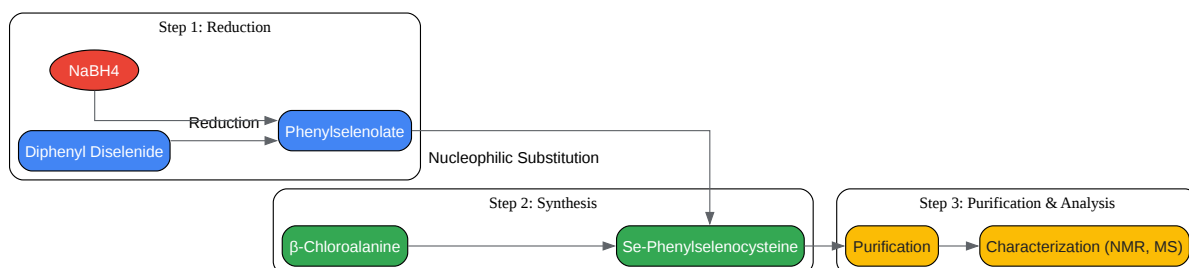 Step 1: Reduction
NaBH4
Reduction
Phenylselenolate
Diphenyl Diselenide
Nucleophilic Substitution
Step 2: Synthesis
β-Chloroalanine
Se-Phenylselenocysteine
Step 3: Purification & Analysis
Purification
Characterization (NMR, MS)